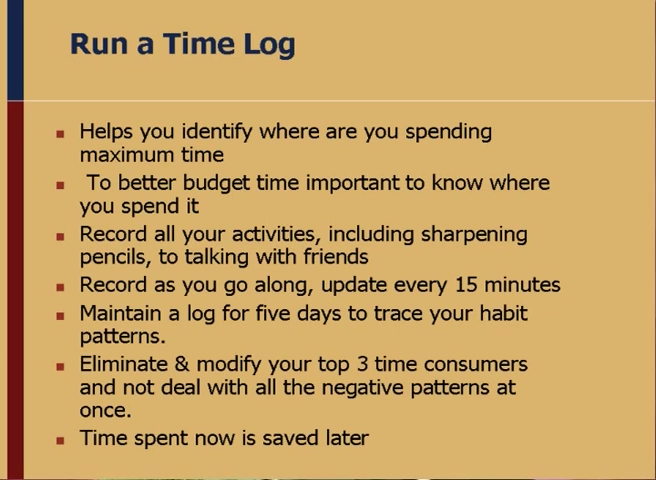 Run a Time Log
Helps you identify where are you spending
maximum time
To better budget time important to know where
you spend it
Record all your activities, including sharpening
pencils, to talking with friends
Record as you go along, update every 15 minutes
Maintain a log for five days to trace your habit
patterns.
Eliminate & modify your top 3 time consumers
and not deal with all the negative patterns at
once.
Time spent now is saved later